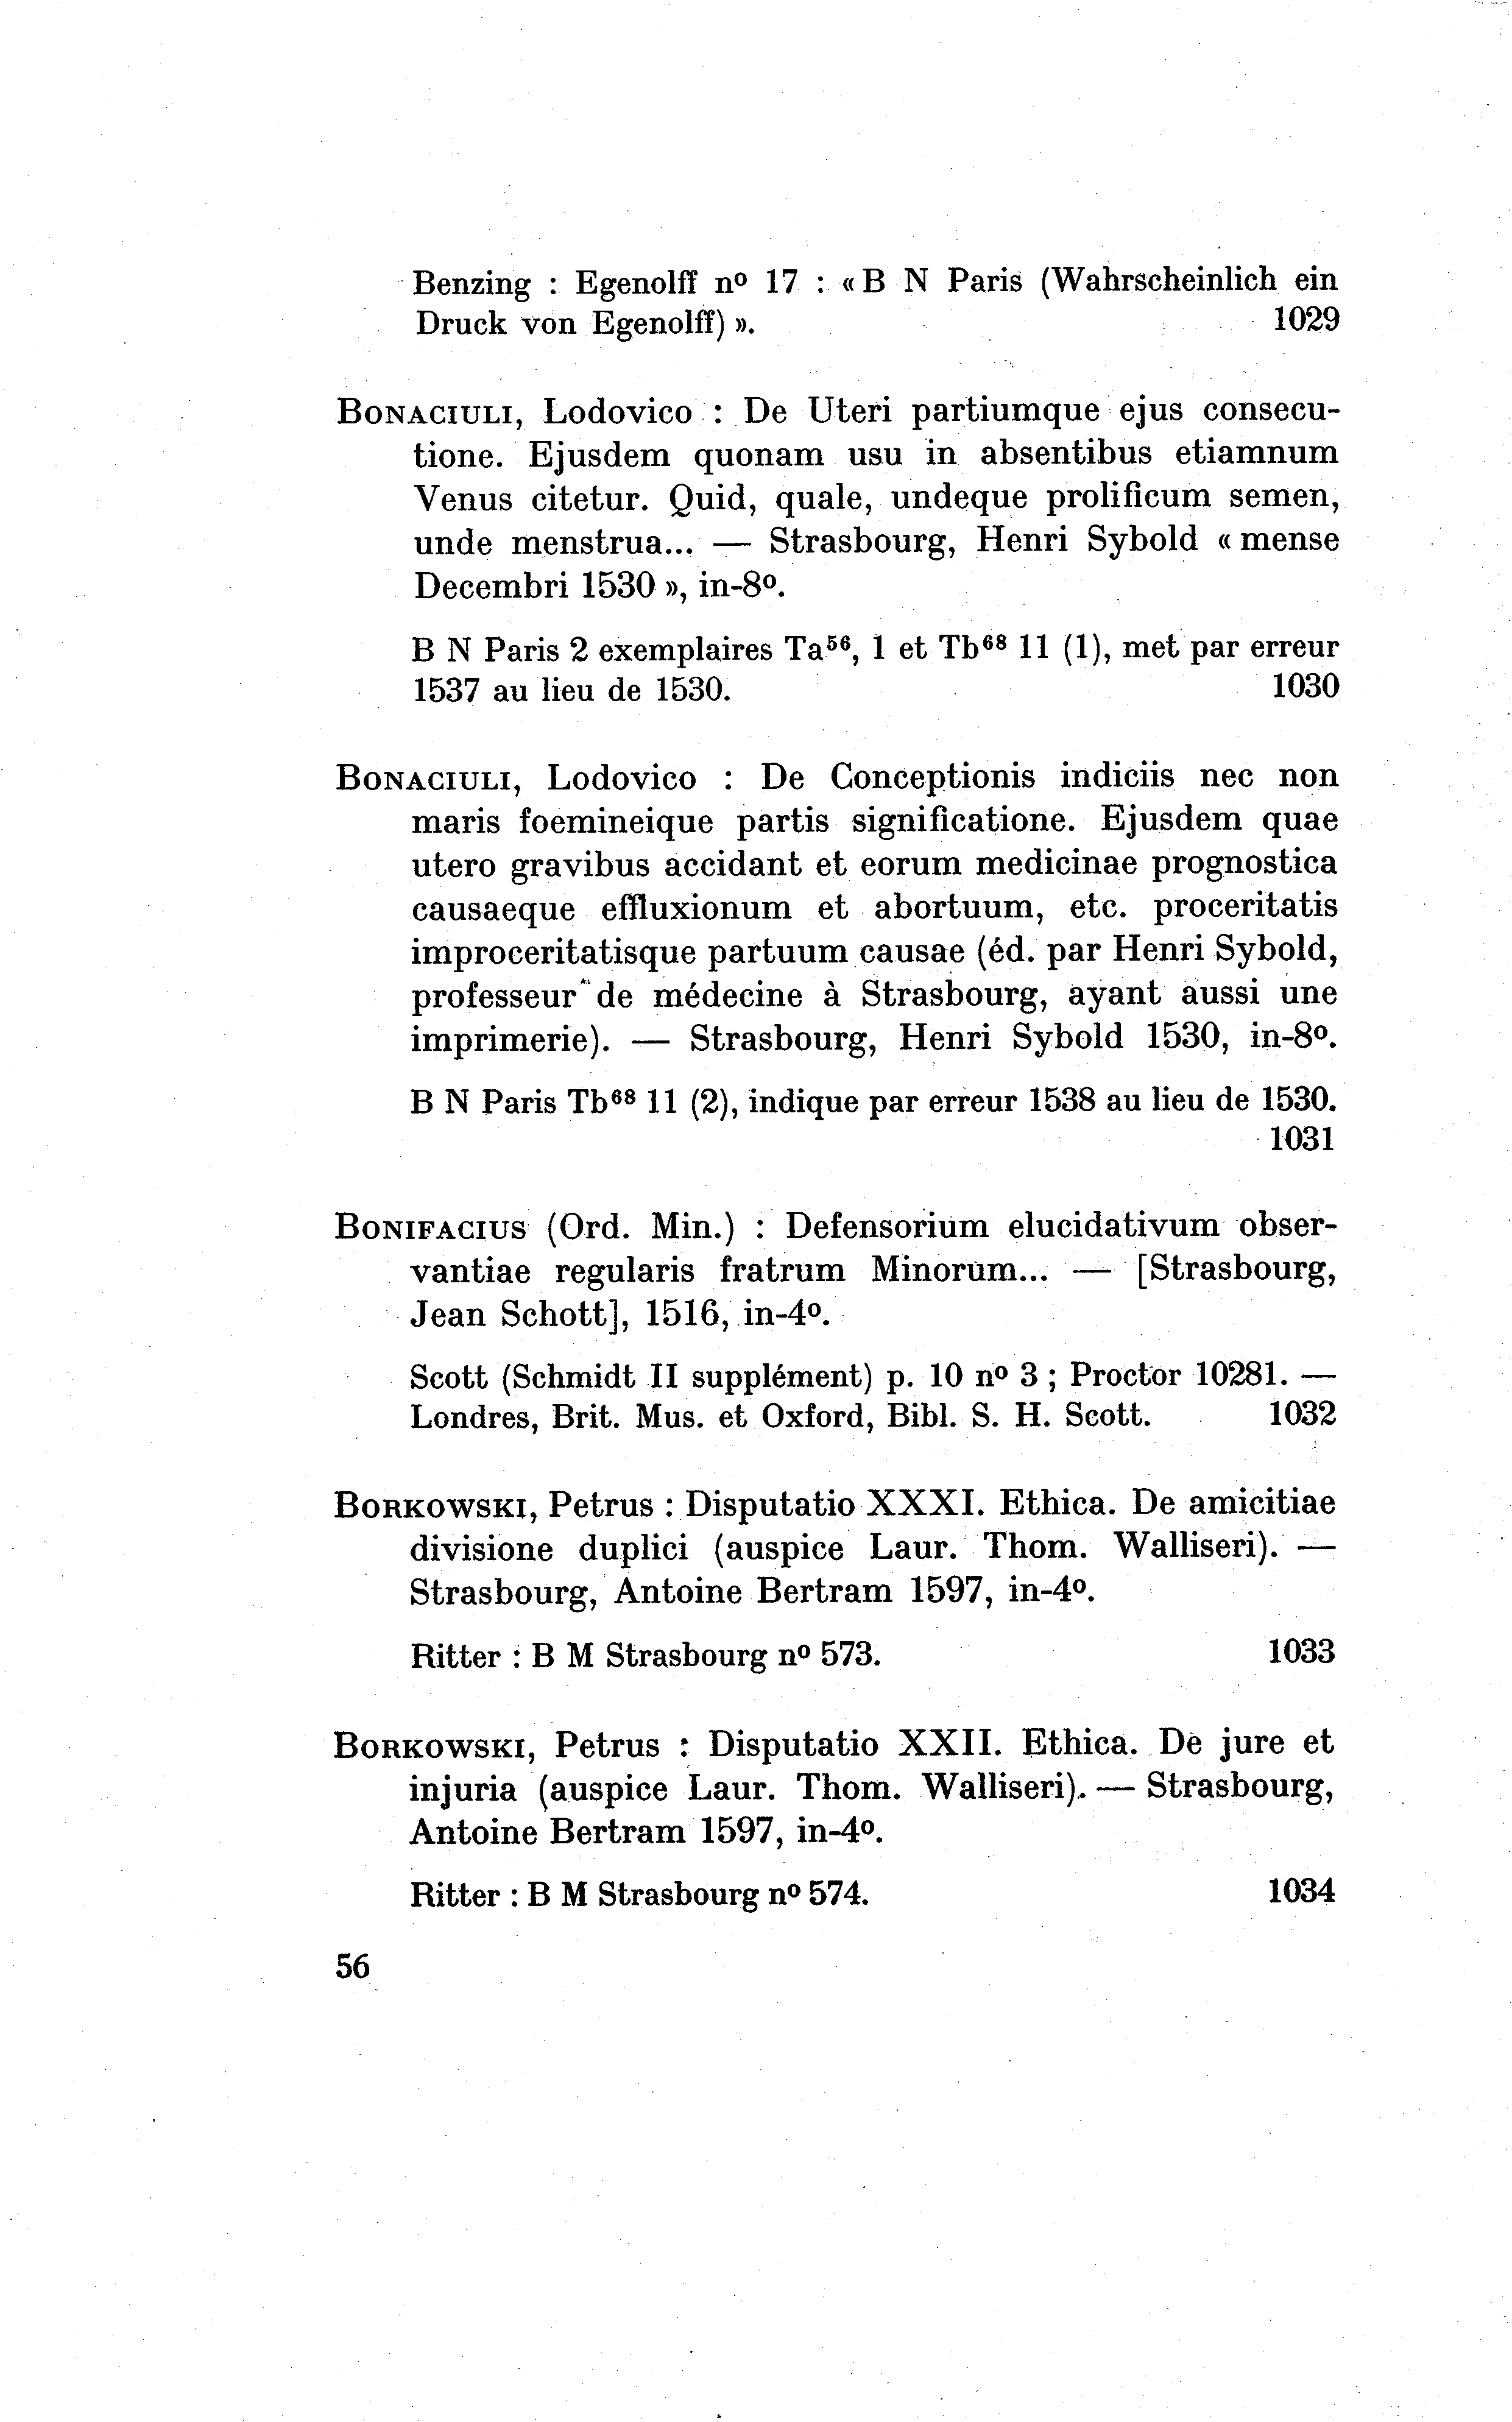 Benzing : Egenolff nº 17 : « B N Paris (Wahrscheinlich ein
Druck von Egenolff) ». 1029
BONACIULI, Lodovico : De Uteri partiumque ejus consecu-
tione. Ejusdem quonam usu in absentibus etiamnum
Venus citetur. Quid, quale, undeque prolificum semen,
unde menstrua... — Strasbourg, Henri Sybold « mense
Decembri 1530 », in-8º.
B N Paris 2 exemplaires Ta⁵⁶, 1 et Tb⁶⁸ 11 (1), met par erreur
1537 au lieu de 1530. 1030
BONACIULI, Lodovico : De Conceptionis indiciis nec non
maris foemineique partis significatione. Ejusdem quae
utero gravibus accidant et eorum medicinae prognostica
causaeque effluxionum et abortuum, etc. proceritatis
improceritatisque partuum causae (éd. par Henri Sybold,
professeur de médecine à Strasbourg, ayant aussi une
imprimerie). — Strasbourg, Henri Sybold 1530, in-8º.
B N Paris Tb⁶⁸ 11 (2), indique par erreur 1538 au lieu de 1530.
1031
BONIFACIUS (Ord. Min.) : Defensorium elucidativum obser-
vantiae regularis fratrum Minorum... — [Strasbourg,
Jean Schott], 1516, in-4º.
Scott (Schmidt II supplément) p. 10 nº 3 ; Proctor 10281. —
Londres, Brit. Mus. et Oxford, Bibl. S. H. Scott. 1032
BORKOWSKI, Petrus : Disputatio XXXI. Ethica. De amicitiae
divisione duplici (auspice Laur. Thom. Walliseri). —
Strasbourg, Antoine Bertram 1597, in-4º.
Ritter : B M Strasbourg nº 573. 1033
BORKOWSKI, Petrus : Disputatio XXII. Ethica. De jure et
injuria (auspice Laur. Thom. Walliseri). — Strasbourg,
Antoine Bertram 1597, in-4º.
Ritter : B M Strasbourg nº 574. 1034
56